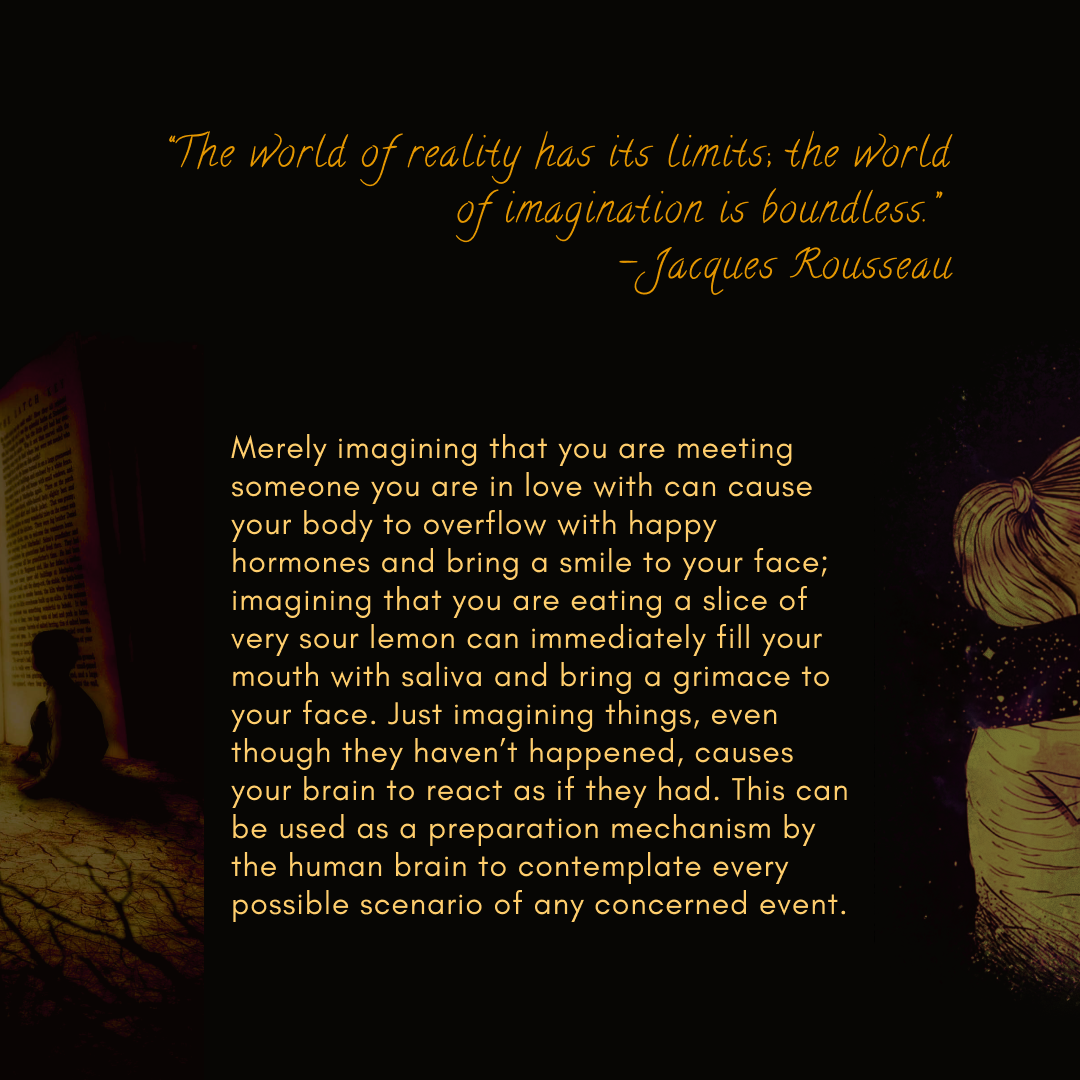 “The world of reality has its limits; the world
of imagination is boundless.”
–Jacques Rousseau
Merely imagining that you are meeting
someone you are in love with can cause
your body to overflow with happy
hormones and bring a smile to your face;
imagining that you are eating a slice of
very sour lemon can immediately fill your
mouth with saliva and bring a grimace to
your face. Just imagining things, even
though they haven’t happened, causes
your brain to react as if they had. This can
be used as a preparation mechanism by
the human brain to contemplate every
possible scenario of any concerned event.